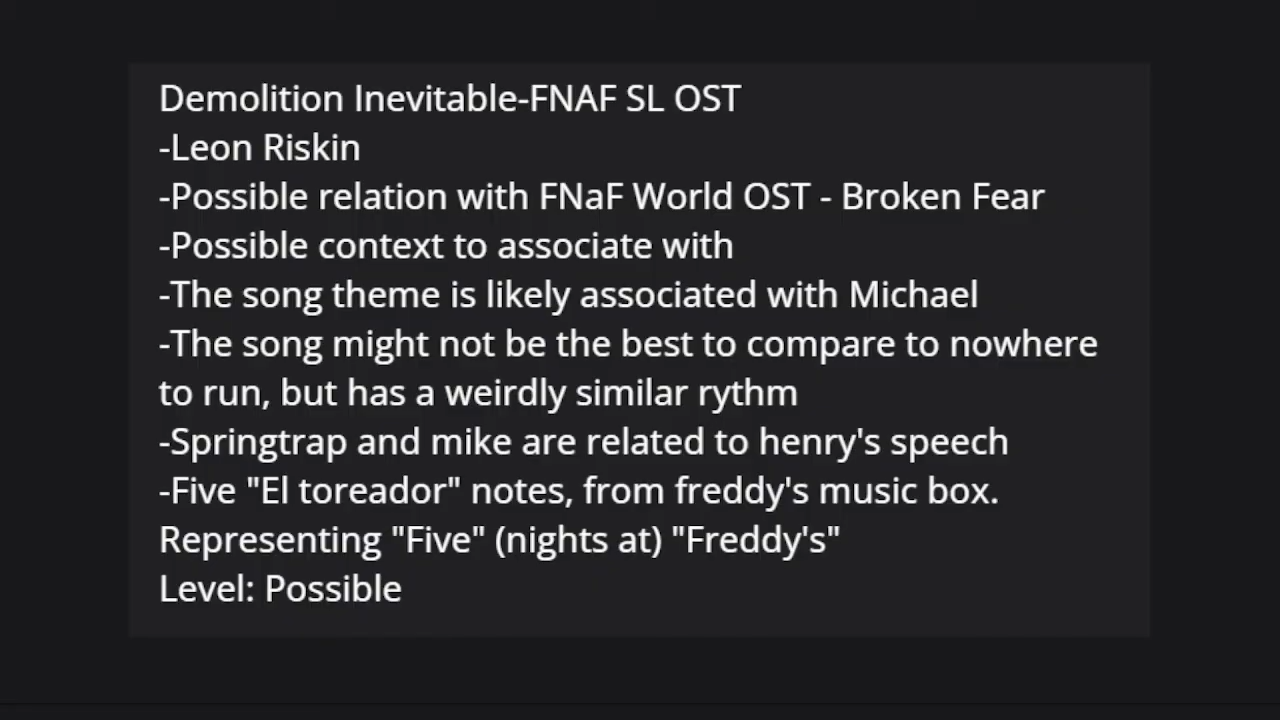 Demolition Inevitable-FNAF SL OST
-Leon Riskin
-Possible relation with FNaF World OST - Broken Fear
-Possible context to associate with
-The song theme is likely associated with Michael
-The song might not be the best to compare to nowhere
to run, but has a weirdly similar rythm
-Springtrap and mike are related to henry's speech
-Five "El toreador" notes, from freddy's music box.
Representing "Five" (nights at) "Freddy's"
Level: Possible